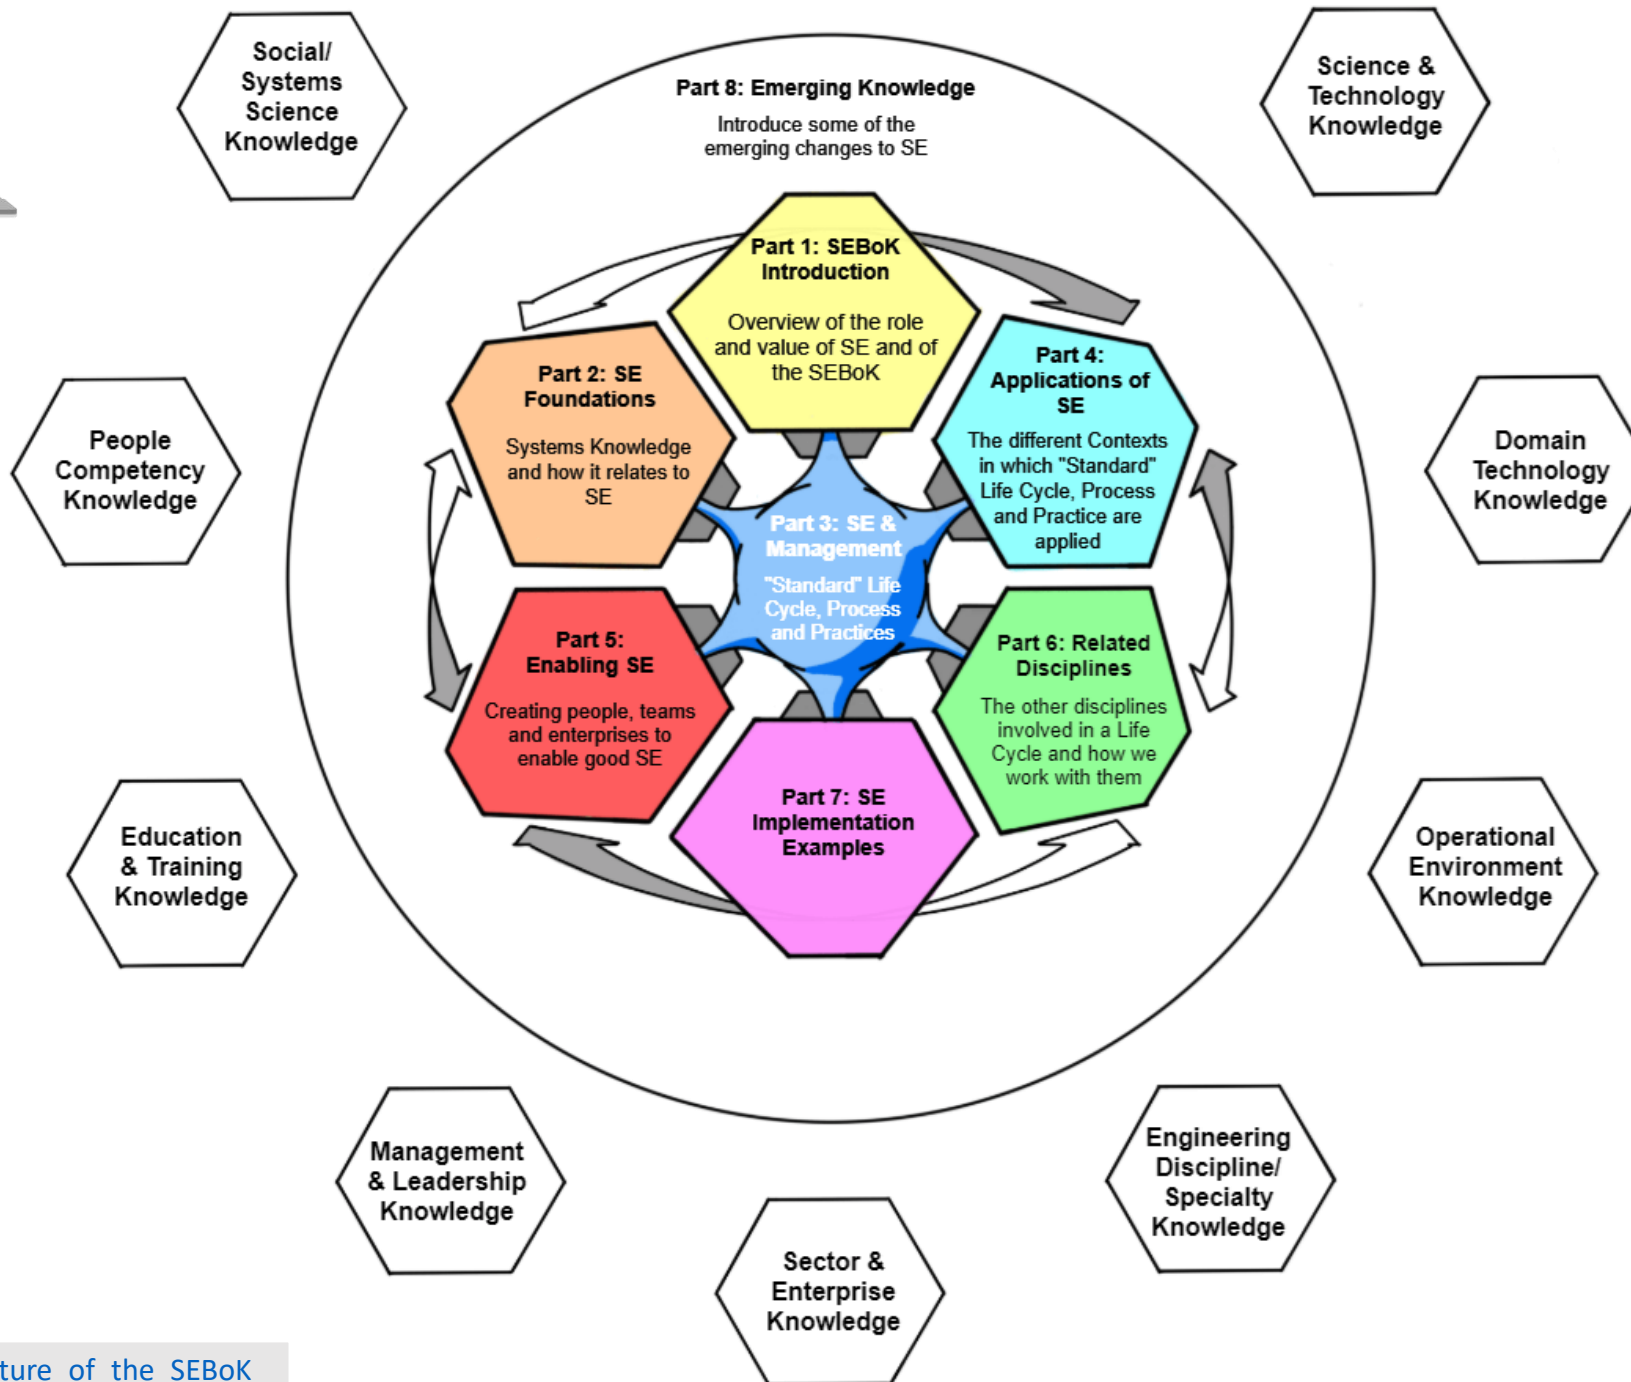 Social/
Systems
Science
Knowledge
Science &
Technology
Knowledge
Part 8: Emerging Knowledge
Introduce some of the
emerging changes to SE
Part 1: SEBoK
Introduction
Overview of the role
and value of SE and of
the SEBoK
Part 2: SE
Foundations
Systems Knowledge
and how it relates to
SE
Part 4:
Applications of
SE
The different Contexts
in which "Standard"
Life Cycle, Process
and Practice are
applied
People
Competency
Knowledge
Domain
Technology
Knowledge
Part 3: SE &
Management
"Standard" Life
Cycle, Process
and Practices
Part 5:
Enabling SE
Creating people, teams
and enterprises to
enable good SE
Part 6: Related
Disciplines
The other disciplines
involved in a Life
Cycle and how we
work with them
Part 7: SE
Implementation
Examples
Education
& Training
Knowledge
Operational
Environment
Knowledge
Management
& Leadership
Knowledge
Engineering
Discipline/
Specialty
Knowledge
Sector &
Enterprise
Knowledge
ture of the SEBoK